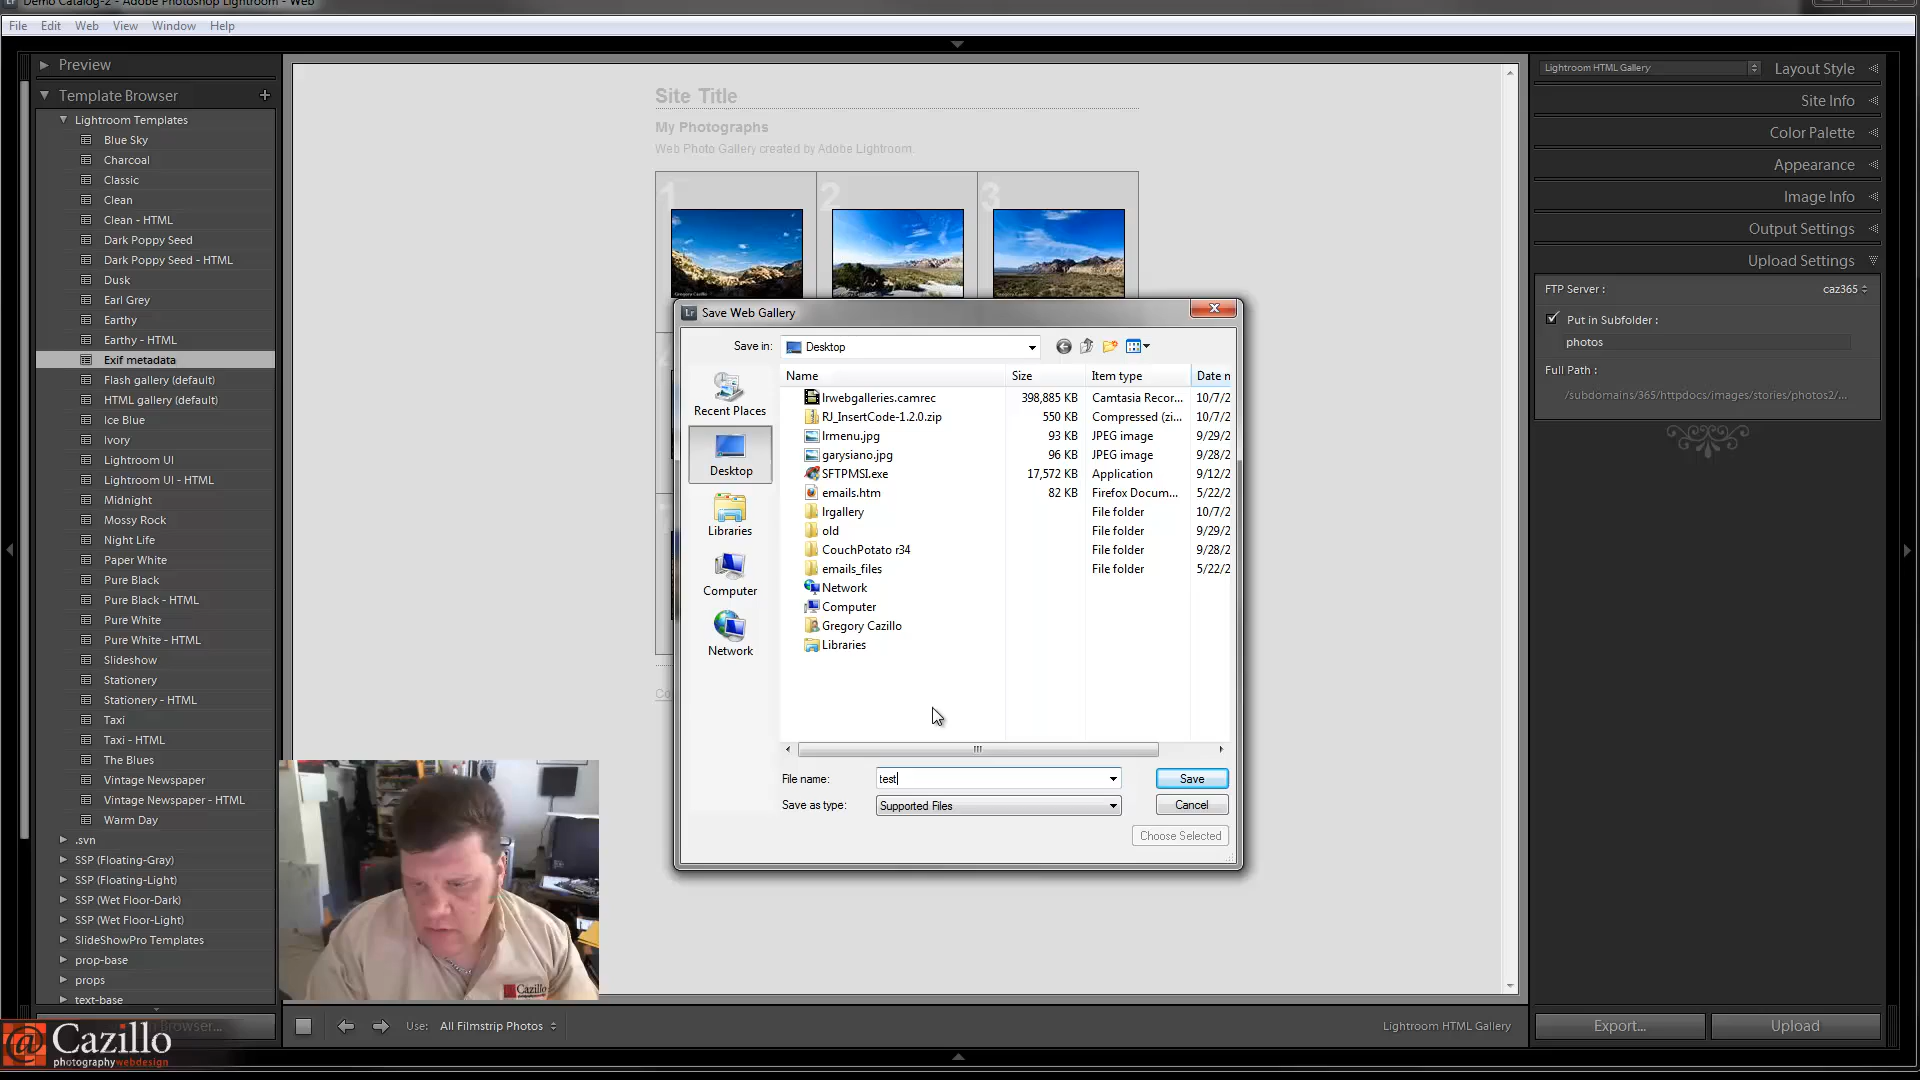 Demo Catalog-2 - Adobe Photoshop Lightroom - Web
File Edit Web View Window Help
Preview
Template Browser +
Lightroom Templates
Blue Sky
Charcoal
Classic
Clean
Clean - HTML
Dark Poppy Seed
Dark Poppy Seed - HTML
Dusk
Earl Grey
Earthy
Earthy - HTML
Exif metadata
Flash gallery (default)
HTML gallery (default)
Ice Blue
Ivory
Lightroom UI
Lightroom UI - HTML
Midnight
Mossy Rock
Night Life
Paper White
Pure Black
Pure Black - HTML
Pure White
Pure White - HTML
Slideshow
Stationery
Stationery - HTML
Taxi
Taxi - HTML
The Blues
Vintage Newspaper
Vintage Newspaper - HTML
Warm Day
.svn
SSP (Floating-Gray)
SSP (Floating-Light)
SSP (Wet Floor-Dark)
SSP (Wet Floor-Light)
SlideShowPro Templates
prop-base
props
text-base
Browser...
@ Cazillo
photographywebdesign
Site Title
My Photographs
Web Photo Gallery created by Adobe Lightroom.
1 2 3
Gregory Cazillo
Save Web Gallery
Save in: Desktop
Recent Places
Desktop
Libraries
Computer
Network
Name Size Item type Date n
lrwebgalleries.camrec 398,885 KB Camtasia Recor... 10/7/2
RJ_InsertCode-1.2.0.zip 550 KB Compressed (zi... 10/7/2
lrmenu.jpg 93 KB JPEG image 9/29/2
garysiano.jpg 96 KB JPEG image 9/28/2
SFTPMSI.exe 17,572 KB Application 9/12/2
emails.htm 82 KB Firefox Docum... 5/22/2
lrgallery File folder 10/7/2
old File folder 9/29/2
CouchPotato r34 File folder 9/28/2
emails_files File folder 5/22/2
Network
Computer
Gregory Cazillo
Libraries
File name: test Save
Save as type: Supported Files Cancel
Choose Selected
Co
Cazillo
Use: All Filmstrip Photos
Lightroom HTML Gallery
Lightroom HTML Gallery Layout Style
Site Info
Color Palette
Appearance
Image Info
Output Settings
Upload Settings
FTP Server : caz365
Put in Subfolder :
photos
Full Path :
/subdomains/365/httpdocs/images/stories/photos2/...
Export... Upload